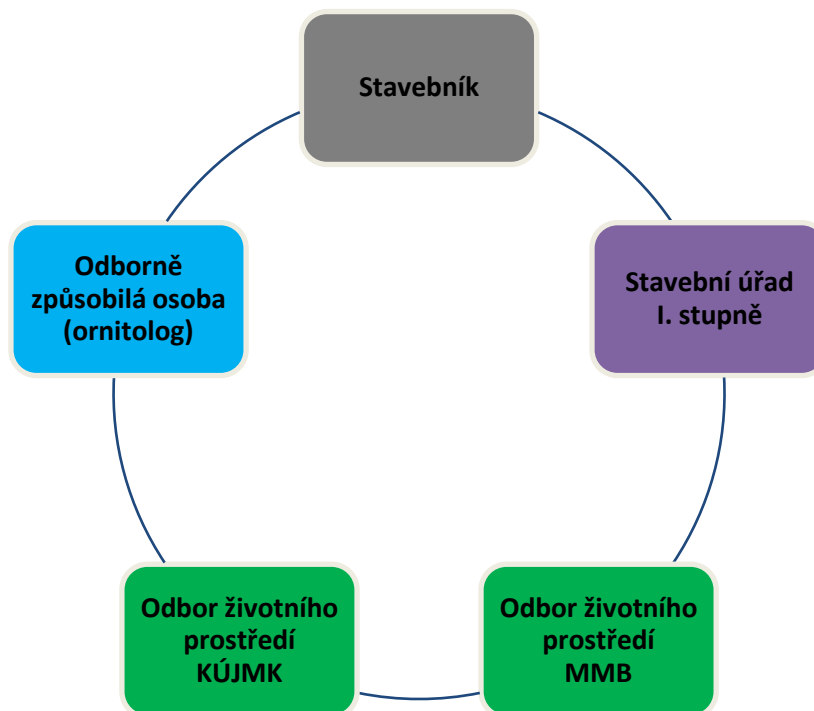 Stavebník
Odborně
způsobilá osoba
(ornitolog)
Stavební úřad
I. stupně
Odbor životního
prostředí
KÚJMK
Odbor životního
prostředí
MMB